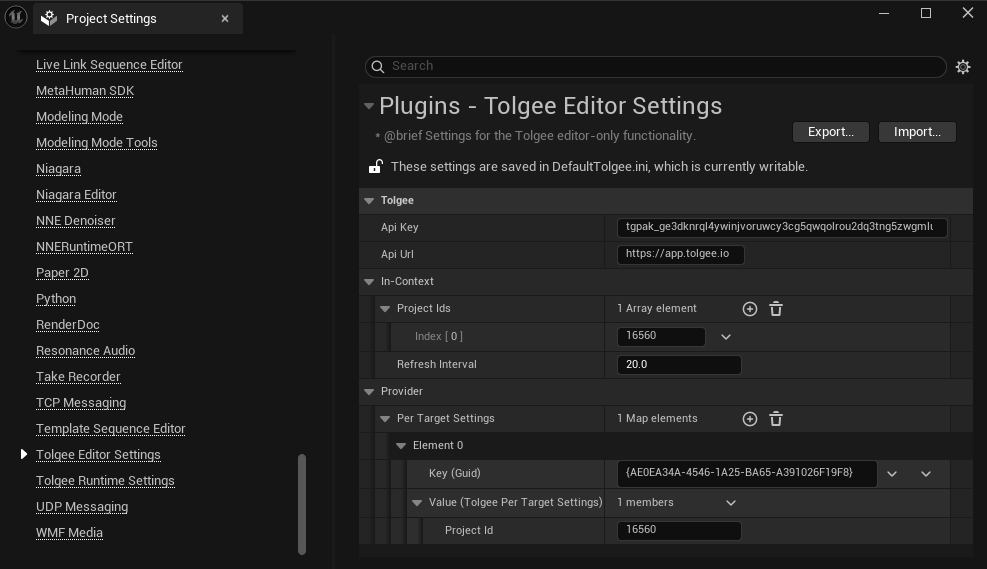 Project Settings
Live Link Sequence Editor
MetaHuman SDK
Modeling Mode
Modeling Mode Tools
Niagara
Niagara Editor
NNE Denoiser
NNERuntimeORT
Paper 2D
Python
RenderDoc
Resonance Audio
Take Recorder
TCP Messaging
Template Sequence Editor
Tolgee Editor Settings
Tolgee Runtime Settings
UDP Messaging
WMF Media
Search
Plugins - Tolgee Editor Settings
* @brief Settings for the Tolgee editor-only functionality.
Export... Import...
These settings are saved in DefaultTolgee.ini, which is currently writable.
Tolgee
Api Key tgpak_ge3dknrql4ywinjvoruwcy3cg5qwqolrou2dq3tng5zwgmlu
Api Url https://app.tolgee.io
In-Context
Project Ids 1 Array element
Index [ 0 ] 16560
Refresh Interval 20.0
Provider
Per Target Settings 1 Map elements
Element 0
Key (Guid) {AE0EA34A-4546-1A25-BA65-A391026F19F8}
Value (Tolgee Per Target Settings) 1 members
Project Id 16560